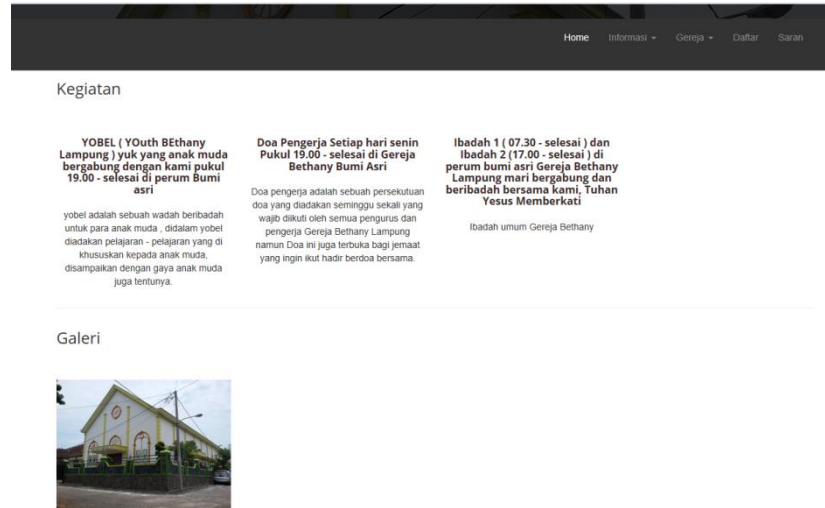 Home Informasi Gereja Daftar Saran
Kegiatan
YOBEL ( YOuth BEthany
Lampung ) yuk yang anak muda
bergabung dengan kami pukul
19.00 - selesai di perum Bumi
asri
yobel adalah sebuah wadah beribadah
untuk para anak muda , didalam yobel
diadakan pelajaran - pelajaran yang di
khususkan kepada anak muda,
disampaikan dengan gaya anak muda
juga tentunya.
Doa Pengerja Setiap hari senin
Pukul 19.00 - selesai di Gereja
Bethany Bumi Asri
Doa pengerja adalah sebuah persekutuan
doa yang diadakan seminggu sekali yang
wajib diikuti oleh semua pengurus dan
pengerja Gereja Bethany Lampung
namun Doa ini juga terbuka bagi jemaat
yang ingin ikut hadir berdoa bersama.
Ibadah 1 ( 07.30 - selesai ) dan
Ibadah 2 (17.00 - selesai ) di
perum bumi asri Gereja Bethany
Lampung mari bergabung dan
beribadah bersama kami, Tuhan
Yesus Memberkati
Ibadah umum Gereja Bethany
Galeri